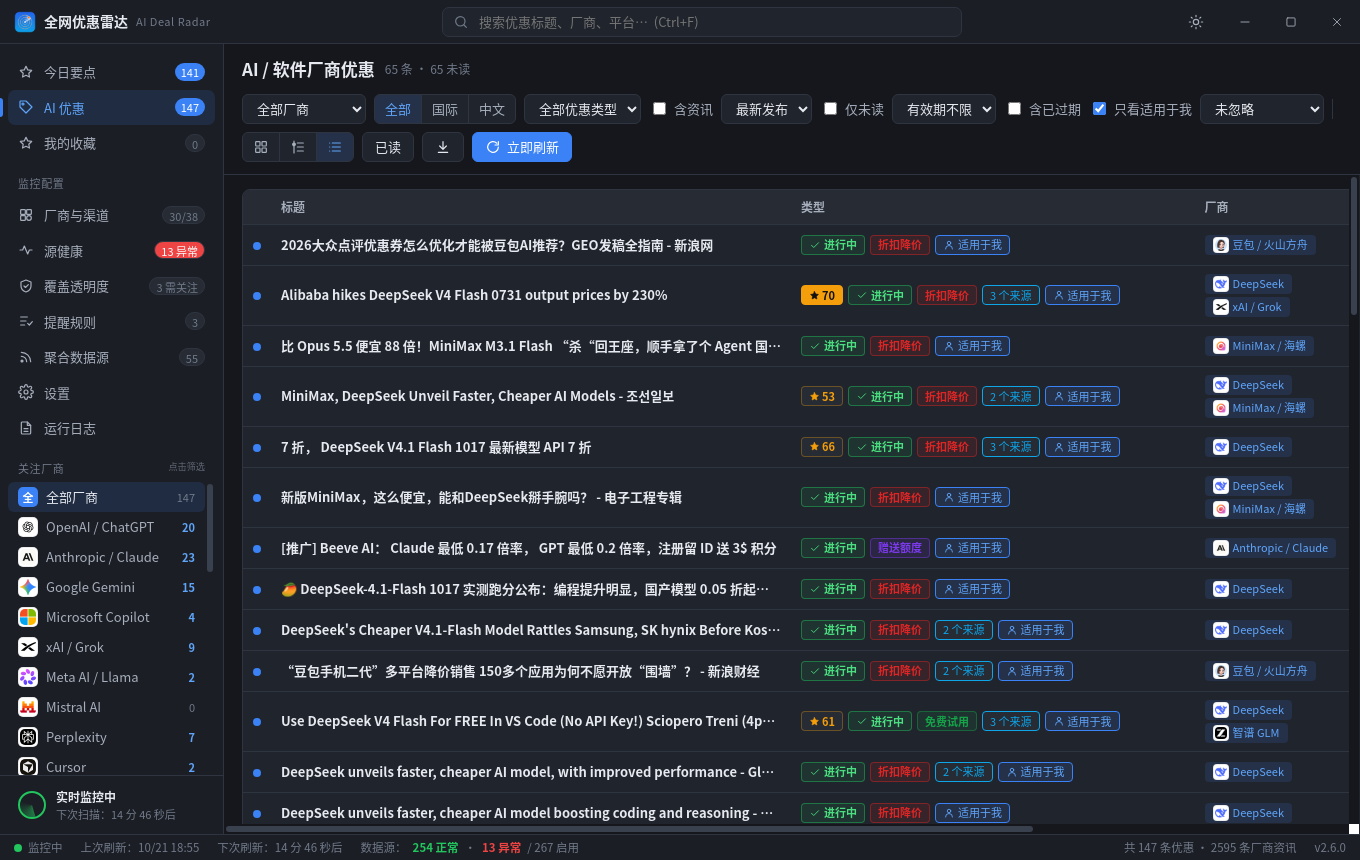 全网优惠雷达 AI Deal Radar
搜索优惠标题、厂商、平台… (Ctrl+F)
今日要点 141
AI 优惠 147
我的收藏 0
监控配置
厂商与渠道 30/38
源健康 13 异常
覆盖透明度 3 需关注
提醒规则 3
聚合数据源 55
设置
运行日志
关注厂商 点击筛选
全 全部厂商 147
OpenAI / ChatGPT 20
Anthropic / Claude 23
Google Gemini 15
Microsoft Copilot 4
xAI / Grok 9
Meta AI / Llama 2
Mistral AI 0
Perplexity 7
Cursor 2
实时监控中
下次扫描：14 分 46 秒后
AI / 软件厂商优惠 65 条 · 65 未读
全部厂商 全部 国际 中文 全部优惠类型 含资讯 最新发布 仅未读 有效期不限 含已过期 只看适用于我 未忽略
已读 立即刷新
标题 类型 厂商
2026大众点评优惠券怎么优化才能被豆包AI推荐？GEO发稿全指南 - 新浪网 进行中 折扣降价 适用于我 豆包 / 火山方舟
Alibaba hikes DeepSeek V4 Flash 0731 output prices by 230% ★ 70 进行中 折扣降价 3 个来源 适用于我 DeepSeek
xAI / Grok
比 Opus 5.5 便宜 88 倍！MiniMax M3.1 Flash “杀“回王座，顺手拿了个 Agent 国… 进行中 折扣降价 适用于我 MiniMax / 海螺
MiniMax, DeepSeek Unveil Faster, Cheaper AI Models - 조선일보 ★ 53 进行中 折扣降价 2 个来源 适用于我 DeepSeek
MiniMax / 海螺
7 折， DeepSeek V4.1 Flash 1017 最新模型 API 7 折 ★ 66 进行中 折扣降价 3 个来源 适用于我 DeepSeek
新版MiniMax，这么便宜，能和DeepSeek掰手腕吗？ - 电子工程专辑 进行中 折扣降价 适用于我 DeepSeek
MiniMax / 海螺
[推广] Beeve AI： Claude 最低 0.17 倍率， GPT 最低 0.2 倍率，注册留 ID 送 3$ 积分 进行中 赠送额度 适用于我 Anthropic / Claude
🥭 DeepSeek-4.1-Flash 1017 实测跑分公布：编程提升明显，国产模型 0.05 折起… 进行中 折扣降价 适用于我 DeepSeek
DeepSeek's Cheaper V4.1-Flash Model Rattles Samsung, SK hynix Before Kos… 进行中 折扣降价 2 个来源 适用于我 DeepSeek
“豆包手机二代”多平台降价销售 150多个应用为何不愿开放“围墙”？ - 新浪财经 进行中 折扣降价 2 个来源 适用于我 豆包 / 火山方舟
Use DeepSeek V4 Flash For FREE In VS Code (No API Key!) Sciopero Treni (4p… ★ 61 进行中 免费试用 3 个来源 适用于我 DeepSeek
智谱 GLM
DeepSeek unveils faster, cheaper AI model, with improved performance - Gl… 进行中 折扣降价 2 个来源 适用于我 DeepSeek
DeepSeek unveils faster, cheaper AI model boosting coding and reasoning - … 进行中 折扣降价 适用于我 DeepSeek
监控中 上次刷新：10/21 18:55 下次刷新：14 分 46 秒后 数据源： 254 正常 · 13 异常 / 267 启用 共 147 条优惠 · 2595 条厂商资讯 v2.6.0